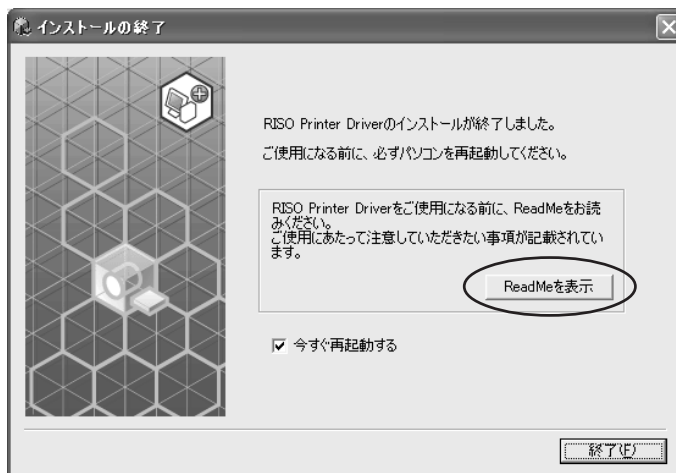 インストールの終了
RISO Printer Driverのインストールが終了しました。
ご使用になる前に、必ずパソコンを再起動してください。
RISO Printer Driverをご使用になる前に、ReadMeをお読
みください。
ご使用にあたって注意していただきたい事項が記載されてい
ます。
ReadMeを表示
今すぐ再起動する
終了(F)